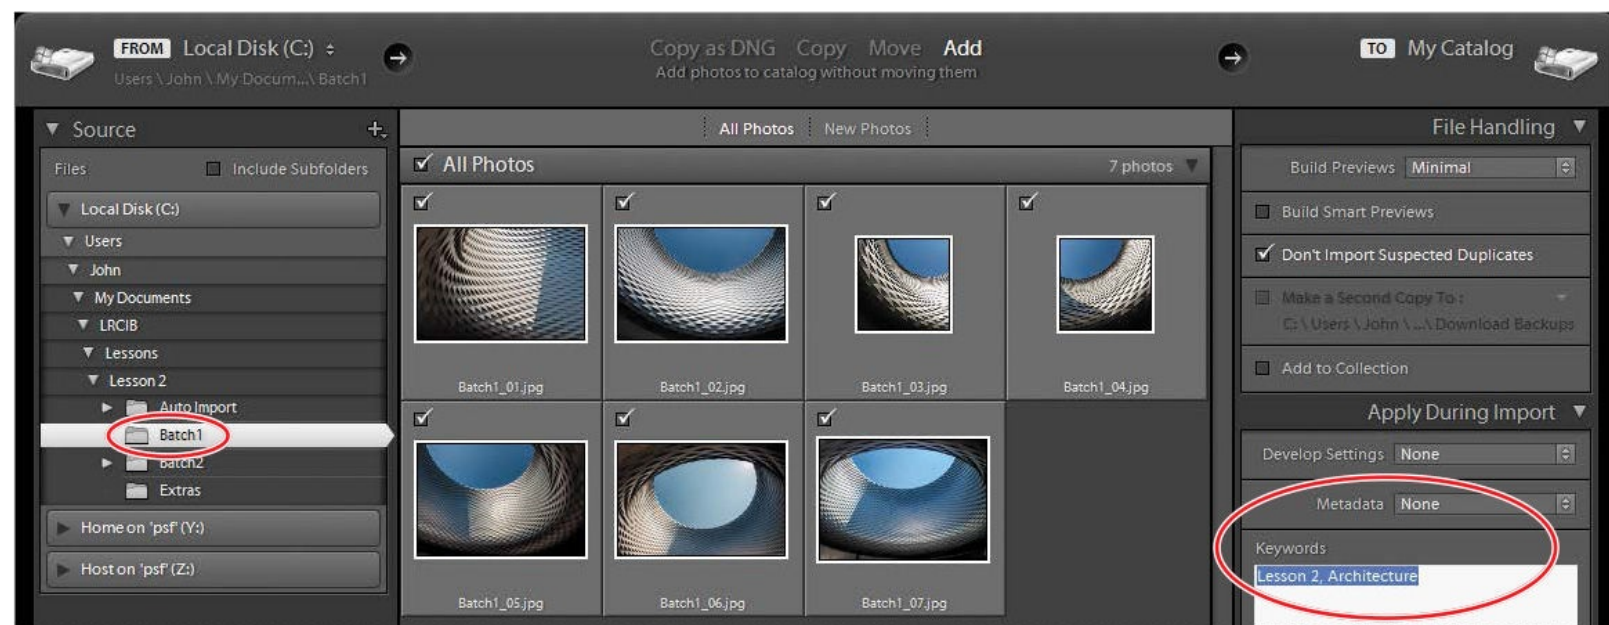 FROM Local Disk (C:)
Users \ John \ My Docum...\ Batch1
Copy as DNG Copy Move Add
Add photos to catalog without moving them
TO My Catalog
Source
Files Include Subfolders
Local Disk (C:)
Users
John
My Documents
LRCIB
Lessons
Lesson 2
Auto Import
Batch1
Batch2
Extras
Home on 'psf' (Y:)
Host on 'psf' (Z:)
All Photos New Photos
All Photos 7 photos
Batch1_01.jpg Batch1_02.jpg Batch1_03.jpg Batch1_04.jpg
Batch1_05.jpg Batch1_06.jpg Batch1_07.jpg
File Handling
Build Previews Minimal
Build Smart Previews
Don't Import Suspected Duplicates
Make a Second Copy To :
C: \ Users \ John \ ...\ Download Backups
Add to Collection
Apply During Import
Develop Settings None
Metadata None
Keywords
Lesson 2, Architecture